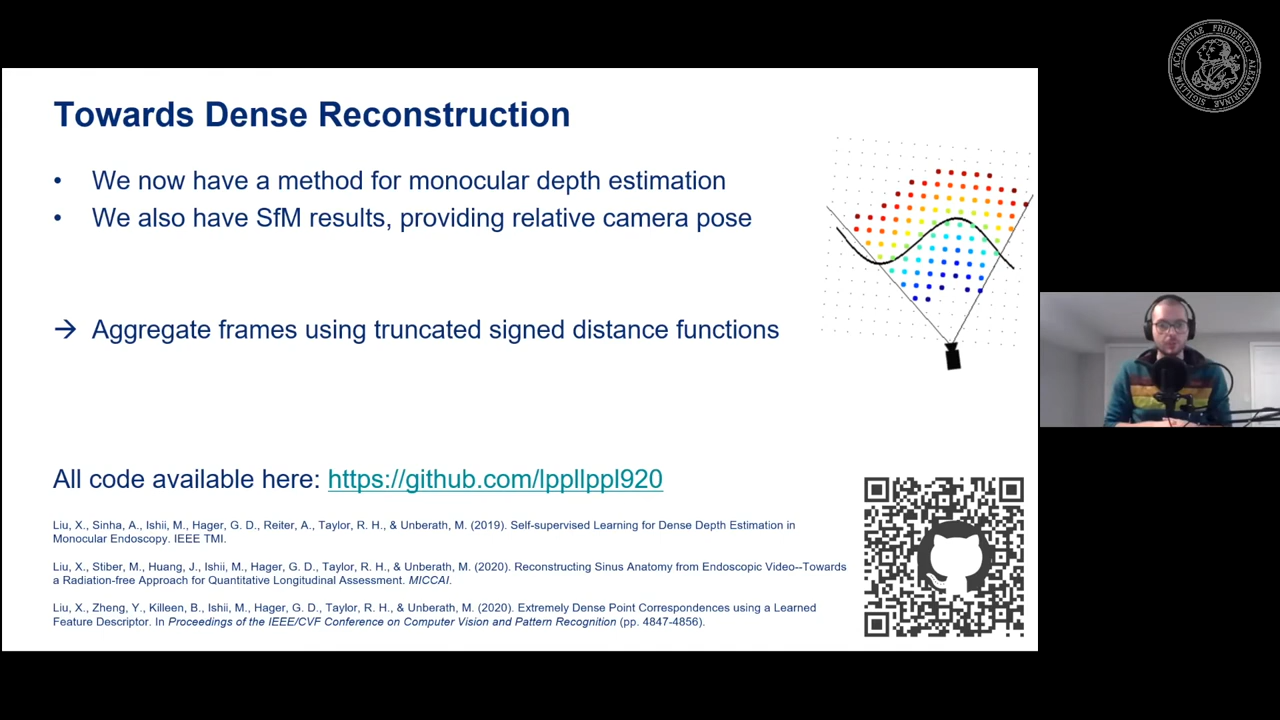 ACADEMIAE FRIDERICO ALEXANDRINAE SIGILLVM
Towards Dense Reconstruction
• We now have a method for monocular depth estimation
• We also have SfM results, providing relative camera pose
→ Aggregate frames using truncated signed distance functions
All code available here: https://github.com/lppllppl920
Liu, X., Sinha, A., Ishii, M., Hager, G. D., Reiter, A., Taylor, R. H., & Unberath, M. (2019). Self-supervised Learning for Dense Depth Estimation in
Monocular Endoscopy. IEEE TMI.
Liu, X., Stiber, M., Huang, J., Ishii, M., Hager, G. D., Taylor, R. H., & Unberath, M. (2020). Reconstructing Sinus Anatomy from Endoscopic Video--Towards
a Radiation-free Approach for Quantitative Longitudinal Assessment. MICCAI.
Liu, X., Zheng, Y., Killeen, B., Ishii, M., Hager, G. D., Taylor, R. H., & Unberath, M. (2020). Extremely Dense Point Correspondences using a Learned
Feature Descriptor. In Proceedings of the IEEE/CVF Conference on Computer Vision and Pattern Recognition (pp. 4847-4856).